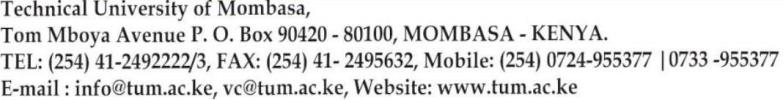 Technical University of Mombasa,
Tom Mboya Avenue P. O. Box 90420 - 80100, MOMBASA - KENYA.
TEL: (254) 41-2492222/3, FAX: (254) 41- 2495632, Mobile: (254) 0724-955377 | 0733 -955377
E-mail : info@tum.ac.ke, vc@tum.ac.ke, Website: www.tum.ac.ke